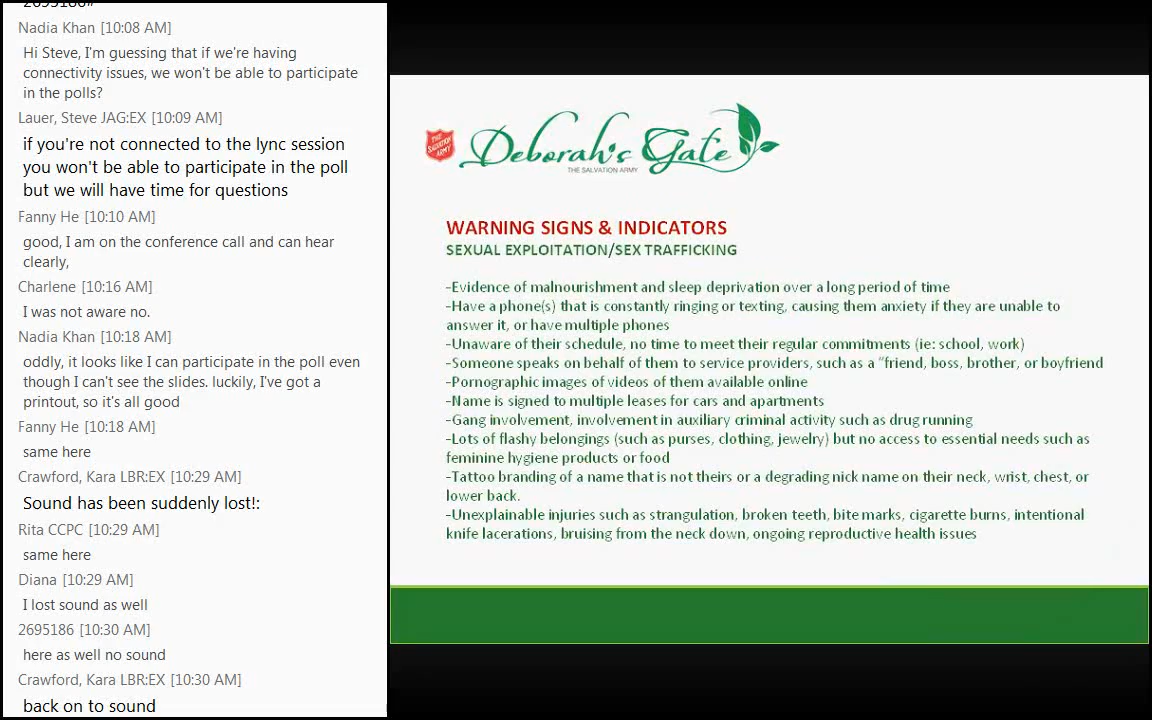 2695186#
Nadia Khan [10:08 AM]
Hi Steve, I'm guessing that if we're having
connectivity issues, we won't be able to participate
in the polls?
Lauer, Steve JAG:EX [10:09 AM]
if you're not connected to the lync session
you won't be able to participate in the poll
but we will have time for questions
Fanny He [10:10 AM]
good, I am on the conference call and can hear
clearly,
Charlene [10:16 AM]
I was not aware no.
Nadia Khan [10:18 AM]
oddly, it looks like I can participate in the poll even
though I can't see the slides. luckily, I've got a
printout, so it's all good
Fanny He [10:18 AM]
same here
Crawford, Kara LBR:EX [10:29 AM]
Sound has been suddenly lost!:
Rita CCPC [10:29 AM]
same here
Diana [10:29 AM]
I lost sound as well
2695186 [10:30 AM]
here as well no sound
Crawford, Kara LBR:EX [10:30 AM]
back on to sound
THE
SALVATION
ARMY
Deborah's Gate
THE SALVATION ARMY
WARNING SIGNS & INDICATORS
SEXUAL EXPLOITATION/SEX TRAFFICKING
-Evidence of malnourishment and sleep deprivation over a long period of time
-Have a phone(s) that is constantly ringing or texting, causing them anxiety if they are unable to
answer it, or have multiple phones
-Unaware of their schedule, no time to meet their regular commitments (ie: school, work)
-Someone speaks on behalf of them to service providers, such as a "friend, boss, brother, or boyfriend
-Pornographic images of videos of them available online
-Name is signed to multiple leases for cars and apartments
-Gang involvement, involvement in auxiliary criminal activity such as drug running
-Lots of flashy belongings (such as purses, clothing, jewelry) but no access to essential needs such as
feminine hygiene products or food
-Tattoo branding of a name that is not theirs or a degrading nick name on their neck, wrist, chest, or
lower back.
-Unexplainable injuries such as strangulation, broken teeth, bite marks, cigarette burns, intentional
knife lacerations, bruising from the neck down, ongoing reproductive health issues